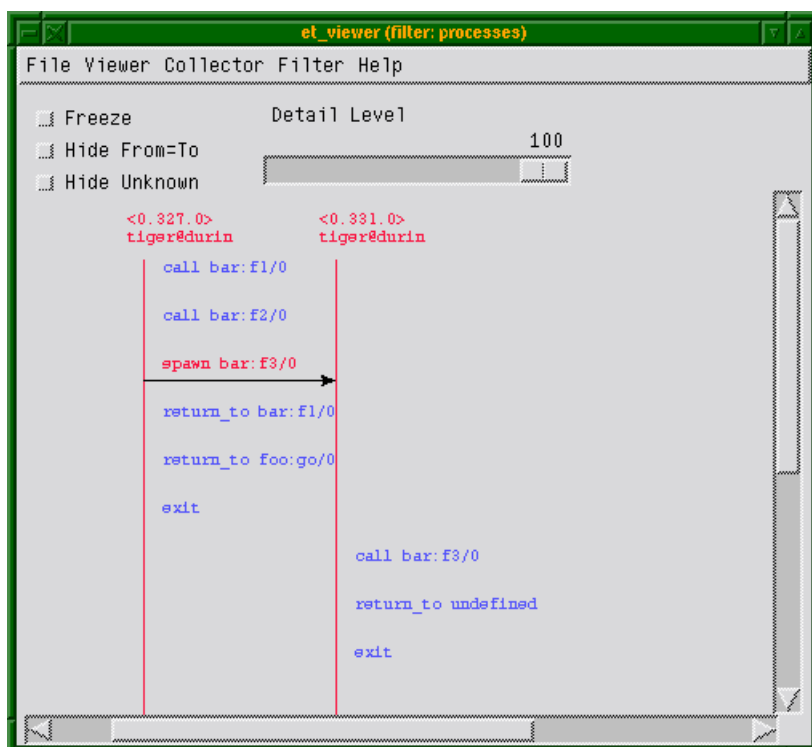 et_viewer (filter: processes)
File Viewer Collector Filter Help
Freeze
Detail Level
Hide From=To
100
Hide Unknown
<0.327.0> <0.331.0>
tiger@durin tiger@durin
call bar:f1/0
call bar:f2/0
spawn bar:f3/0
return_to bar:f1/0
return_to foo:go/0
exit
call bar:f3/0
return_to undefined
exit